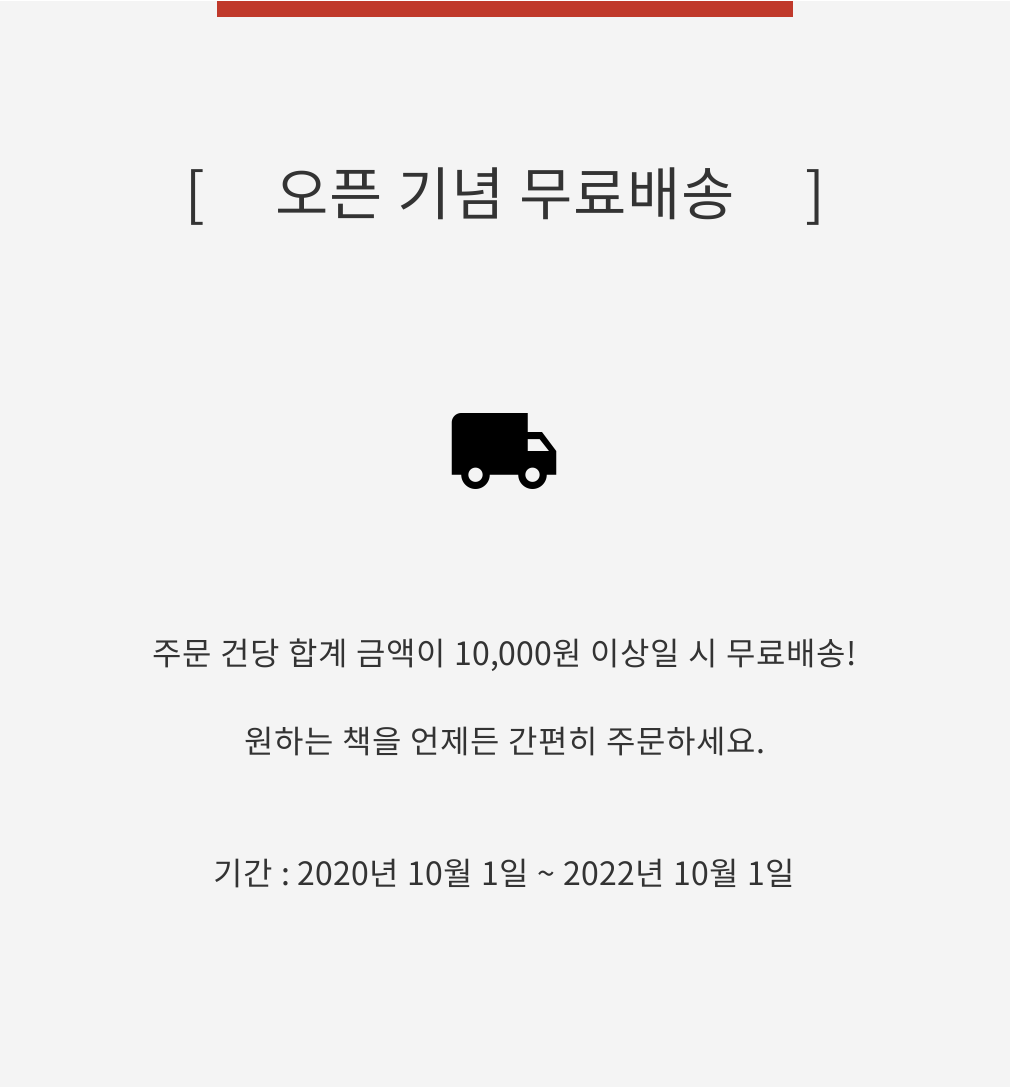 [ 오픈 기념 무료배송 ]
주문 건당 합계 금액이 10,000원 이상일 시 무료배송!
원하는 책을 언제든 간편히 주문하세요.
기간 : 2020년 10월 1일 ~ 2022년 10월 1일